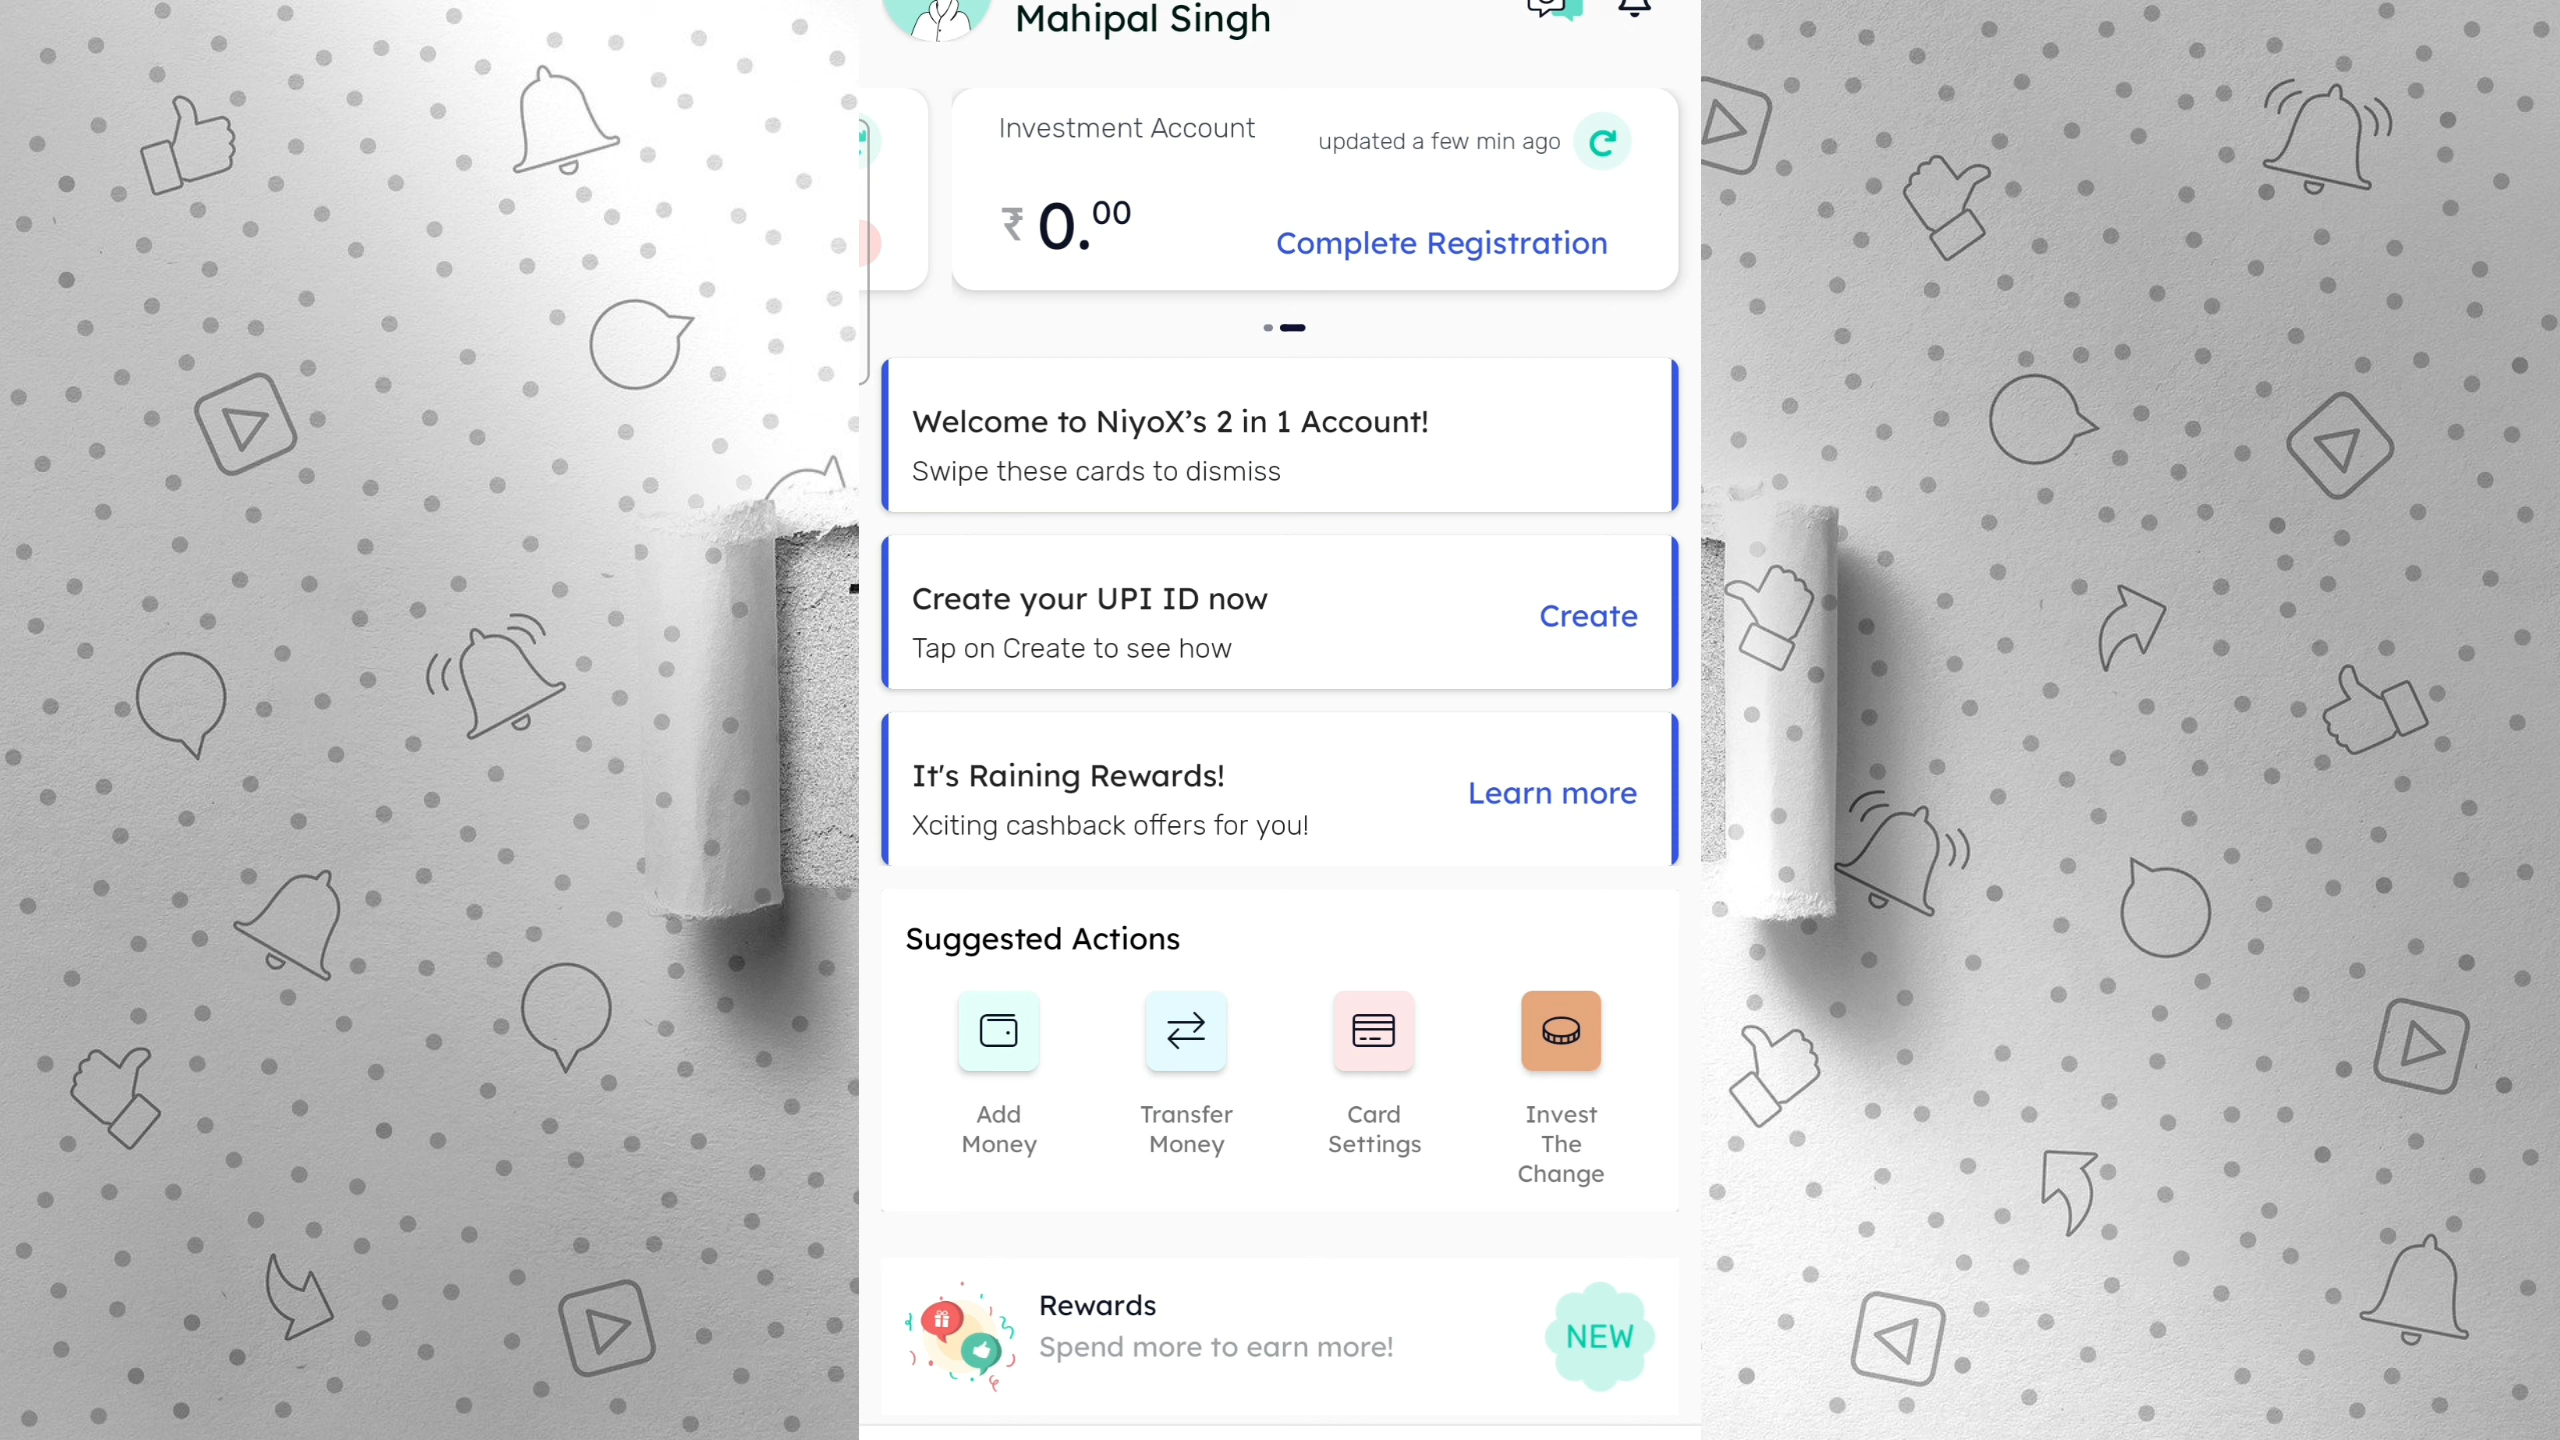 Mahipal Singh
Investment Account
updated a few min ago
₹ 0.00
Complete Registration
Welcome to NiyoX’s 2 in 1 Account!
Swipe these cards to dismiss
Create your UPI ID now
Create
Tap on Create to see how
It's Raining Rewards!
Learn more
Xciting cashback offers for you!
Suggested Actions
Add
Money
Transfer
Money
Card
Settings
Invest
The
Change
Rewards
Spend more to earn more!
NEW